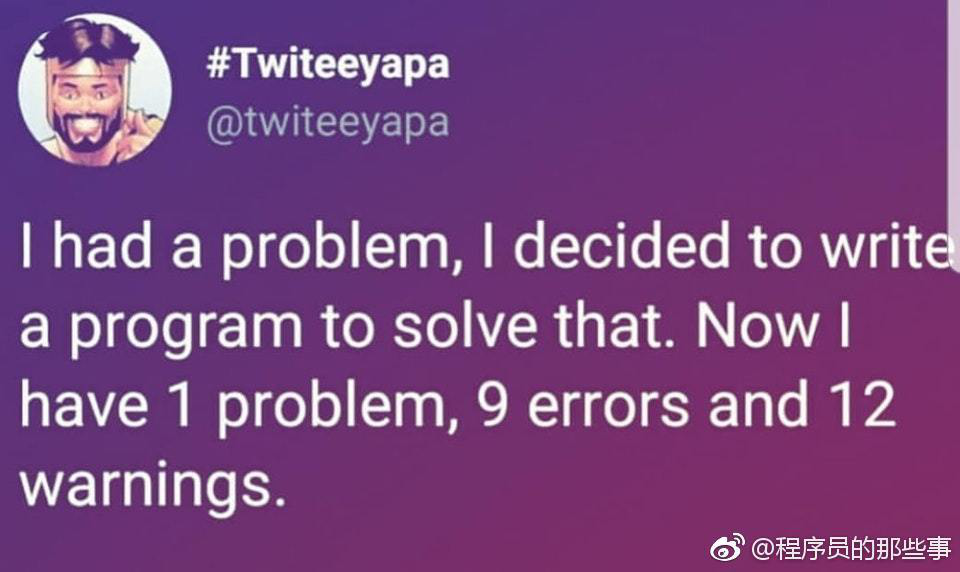 #Twiteeyapa
@twiteeyapa
I had a problem, I decided to write
a program to solve that. Now I
have 1 problem, 9 errors and 12
warnings.
@程序员的那些事